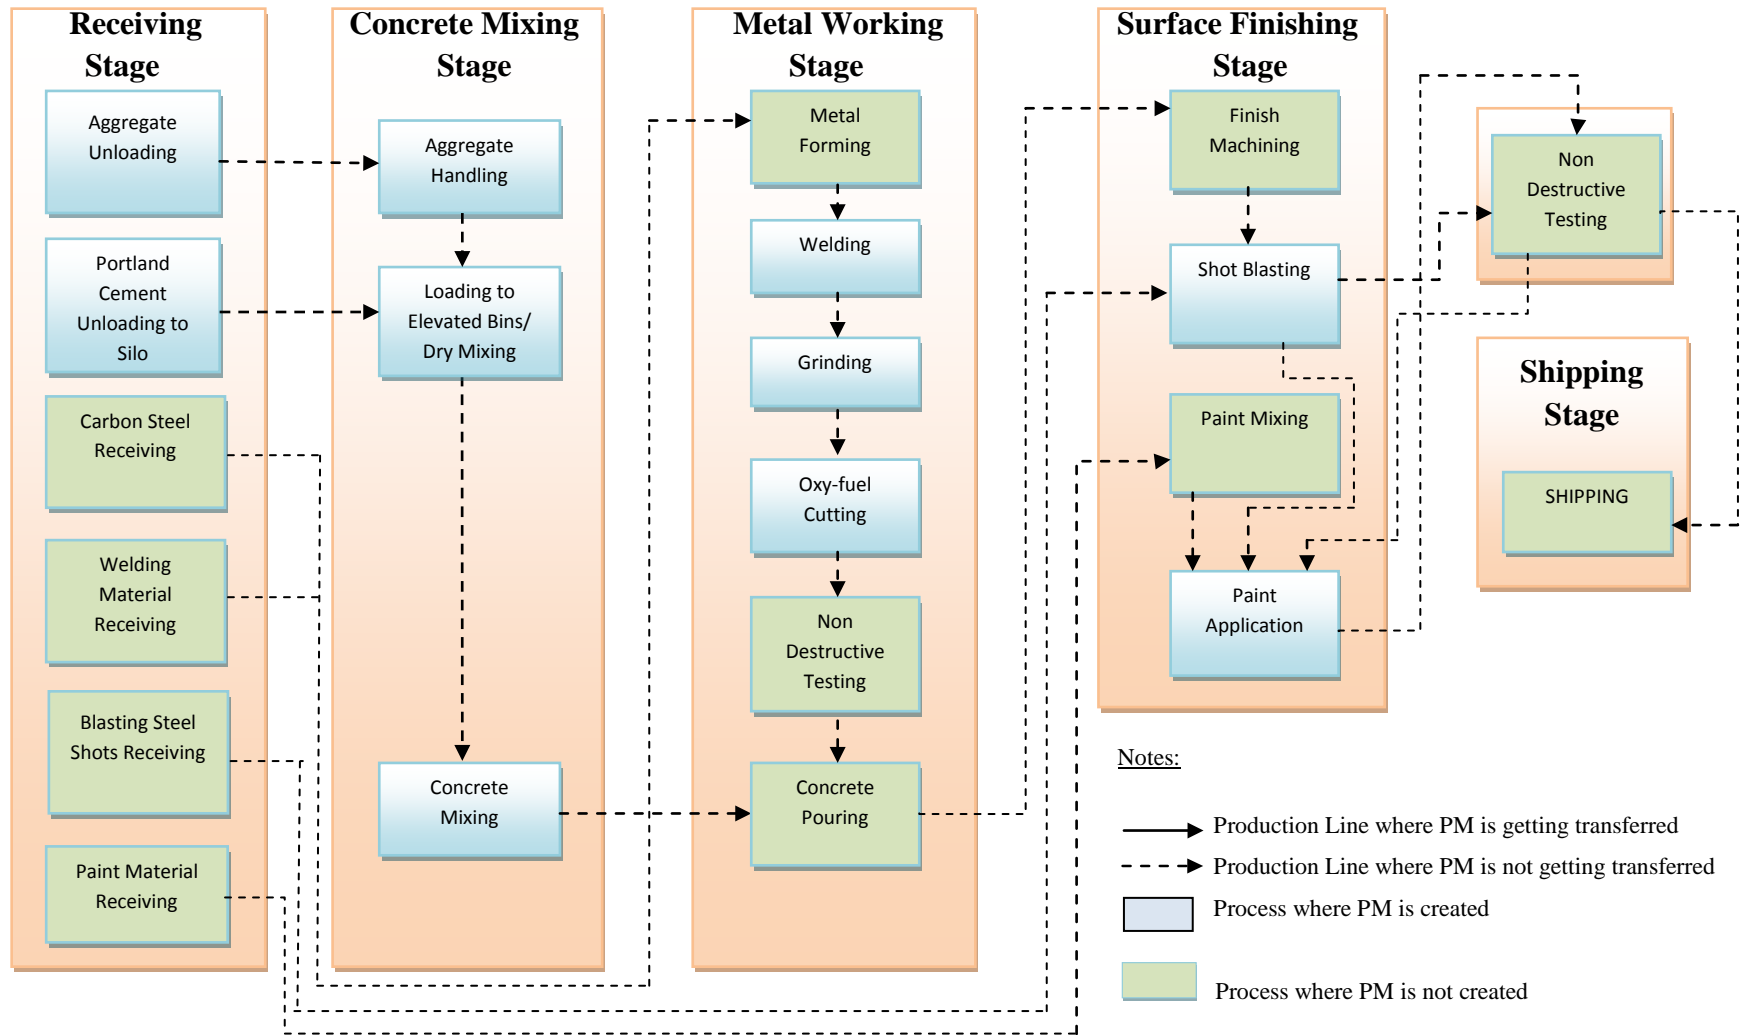 Receiving
Stage
Aggregate
Unloading
Portland
Cement
Unloading to
Silo
Carbon Steel
Receiving
Welding
Material
Receiving
Blasting Steel
Shots Receiving
Paint Material
Receiving
Concrete Mixing
Stage
Aggregate
Handling
Loading to
Elevated Bins/
Dry Mixing
Concrete
Mixing
Metal Working
Stage
Metal
Forming
Welding
Grinding
Oxy-fuel
Cutting
Non
Destructive
Testing
Concrete
Pouring
Surface Finishing
Stage
Finish
Machining
Shot Blasting
Paint Mixing
Paint
Application
Non
Destructive
Testing
Shipping
Stage
SHIPPING
Notes:
Production Line where PM is getting transferred
Production Line where PM is not getting transferred
Process where PM is created
Process where PM is not created